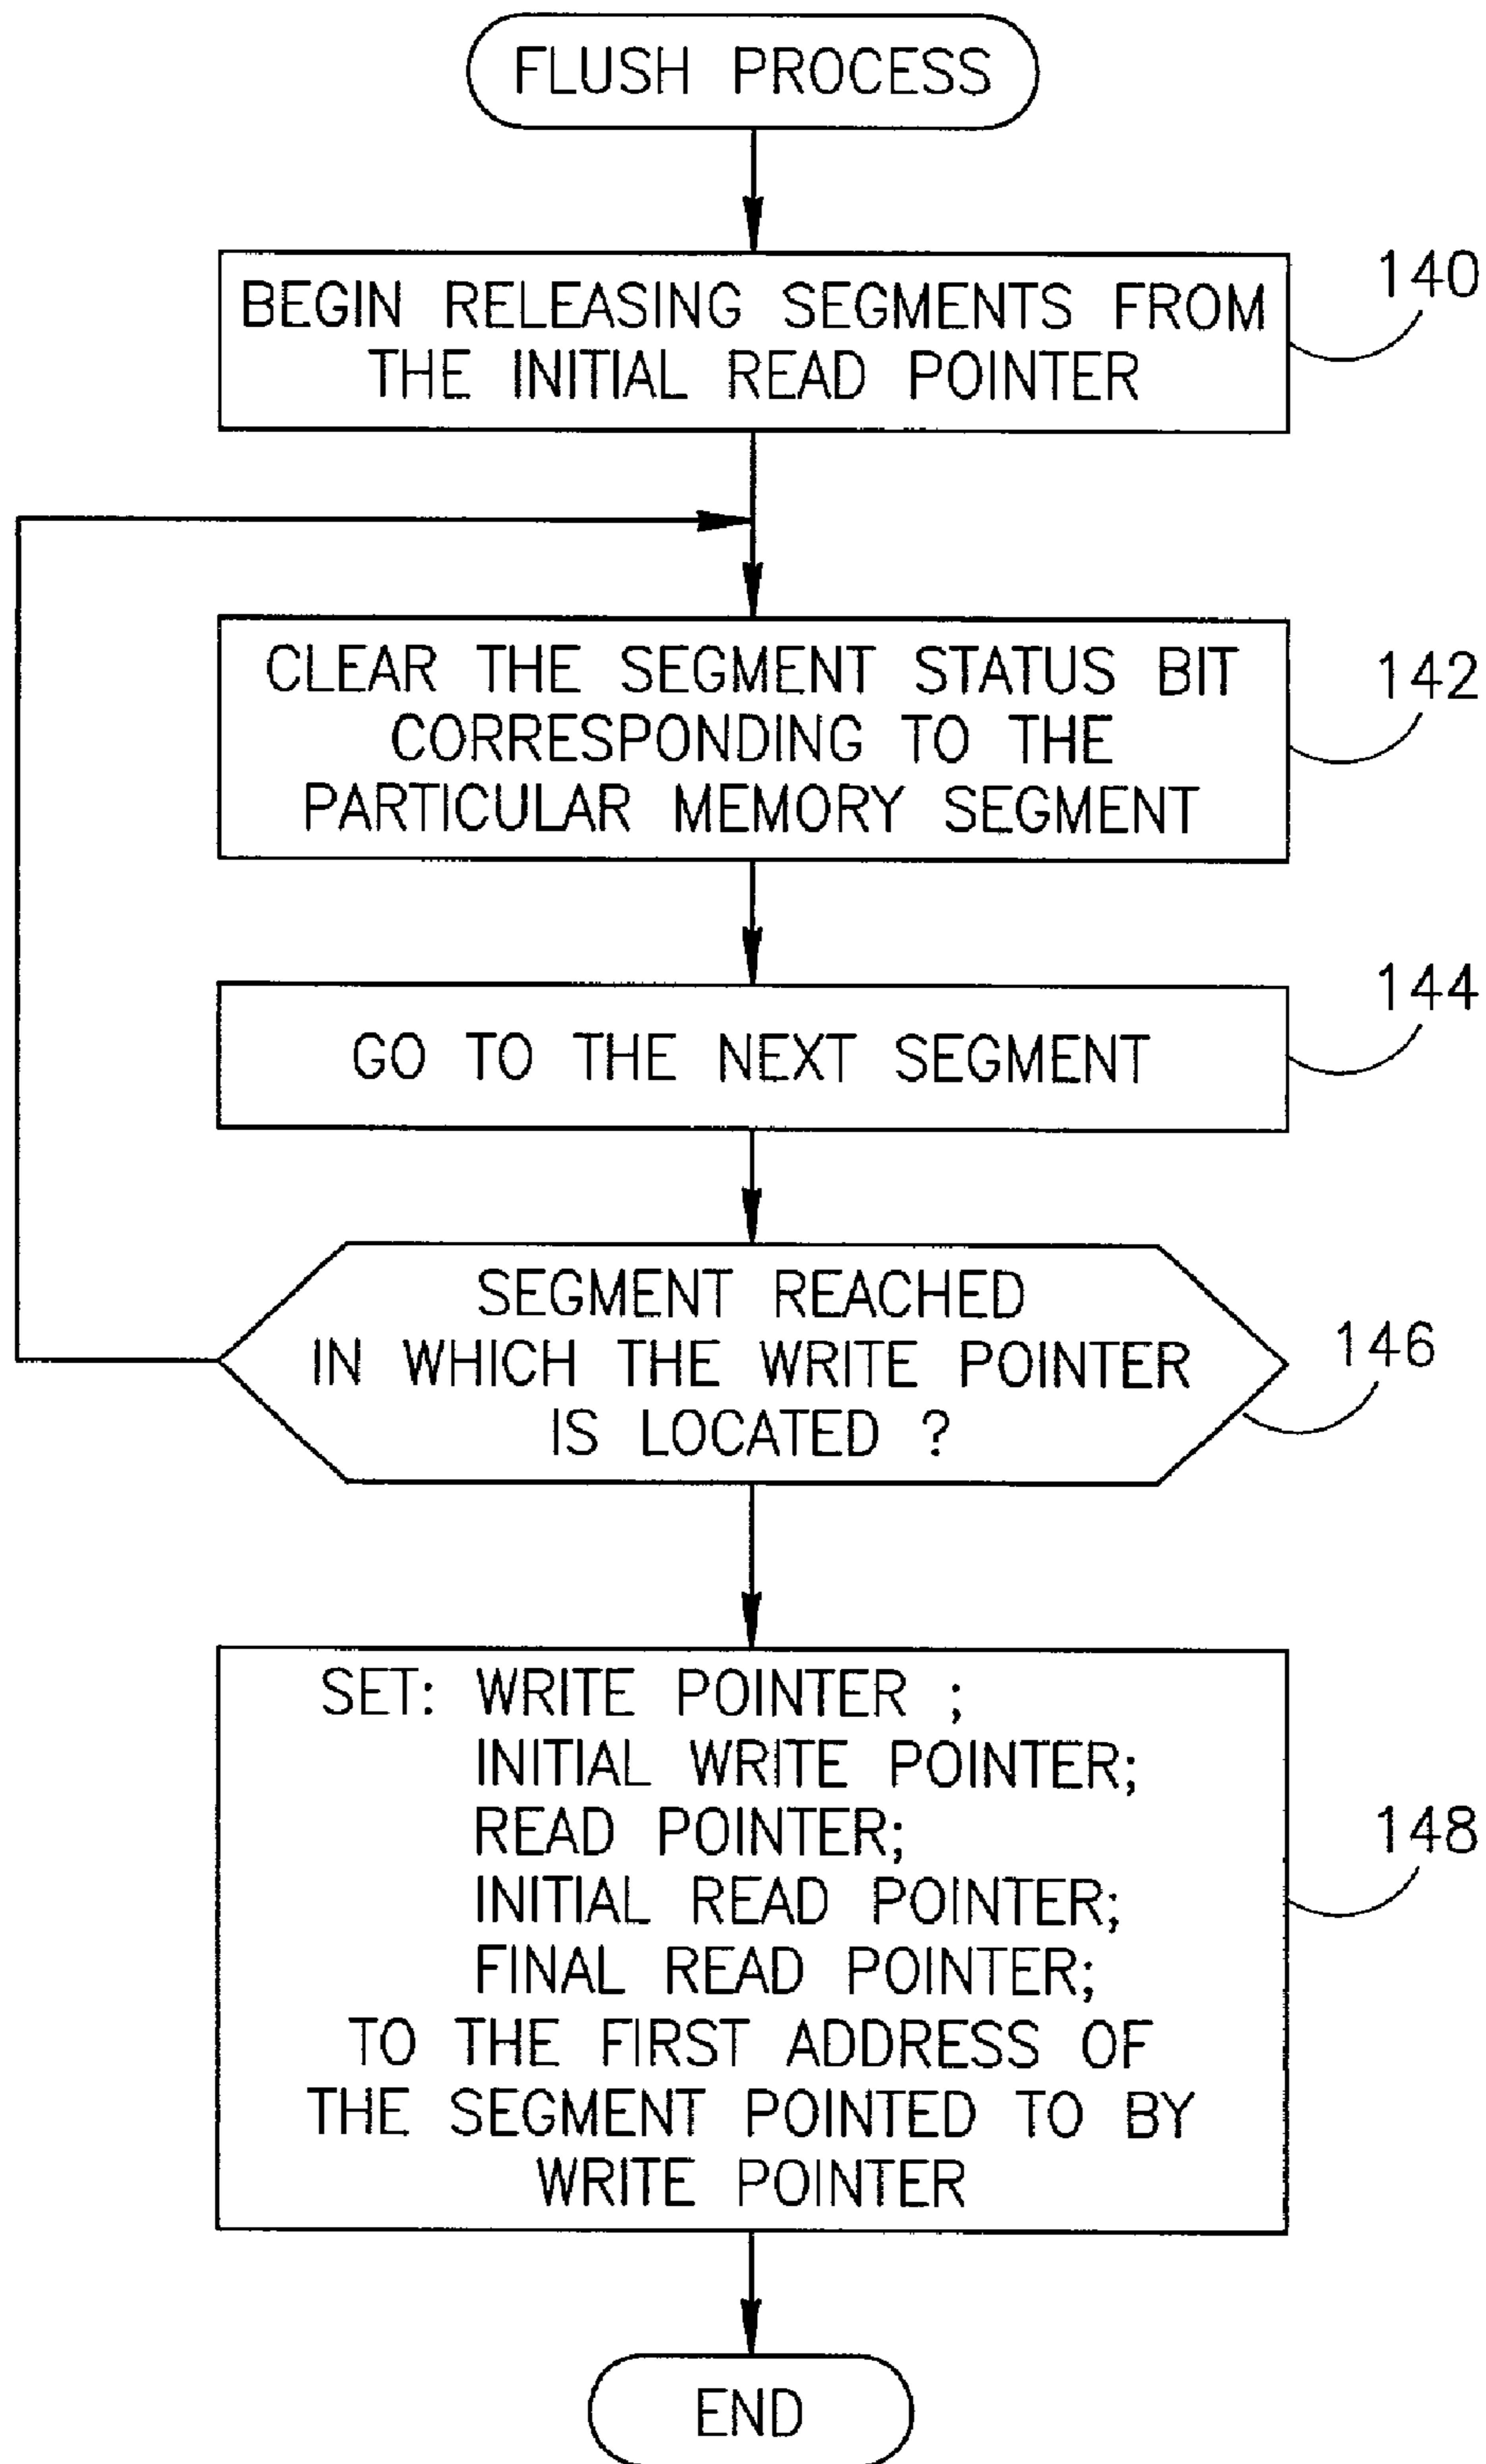 FLUSH PROCESS
BEGIN RELEASING SEGMENTS FROM
THE INITIAL READ POINTER
140
CLEAR THE SEGMENT STATUS BIT
CORRESPONDING TO THE
PARTICULAR MEMORY SEGMENT
142
GO TO THE NEXT SEGMENT
144
SEGMENT REACHED
IN WHICH THE WRITE POINTER
IS LOCATED ?
146
SET: WRITE POINTER ;
INITIAL WRITE POINTER;
READ POINTER;
INITIAL READ POINTER;
FINAL READ POINTER;
TO THE FIRST ADDRESS OF
THE SEGMENT POINTED TO BY
WRITE POINTER
148
END